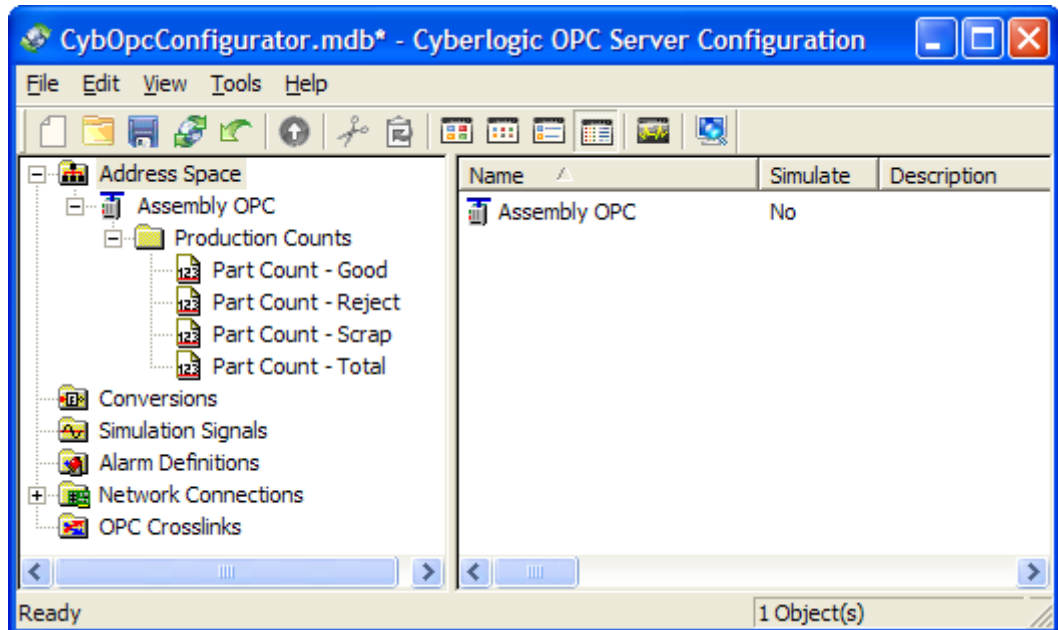 CybOpcConfigurator.mdb* - Cyberlogic OPC Server Configuration
File Edit View Tools Help
Address Space
Assembly OPC
Production Counts
Part Count - Good
Part Count - Reject
Part Count - Scrap
Part Count - Total
Conversions
Simulation Signals
Alarm Definitions
Network Connections
OPC Crosslinks
Name Simulate Description
Assembly OPC No
Ready 1 Object(s)